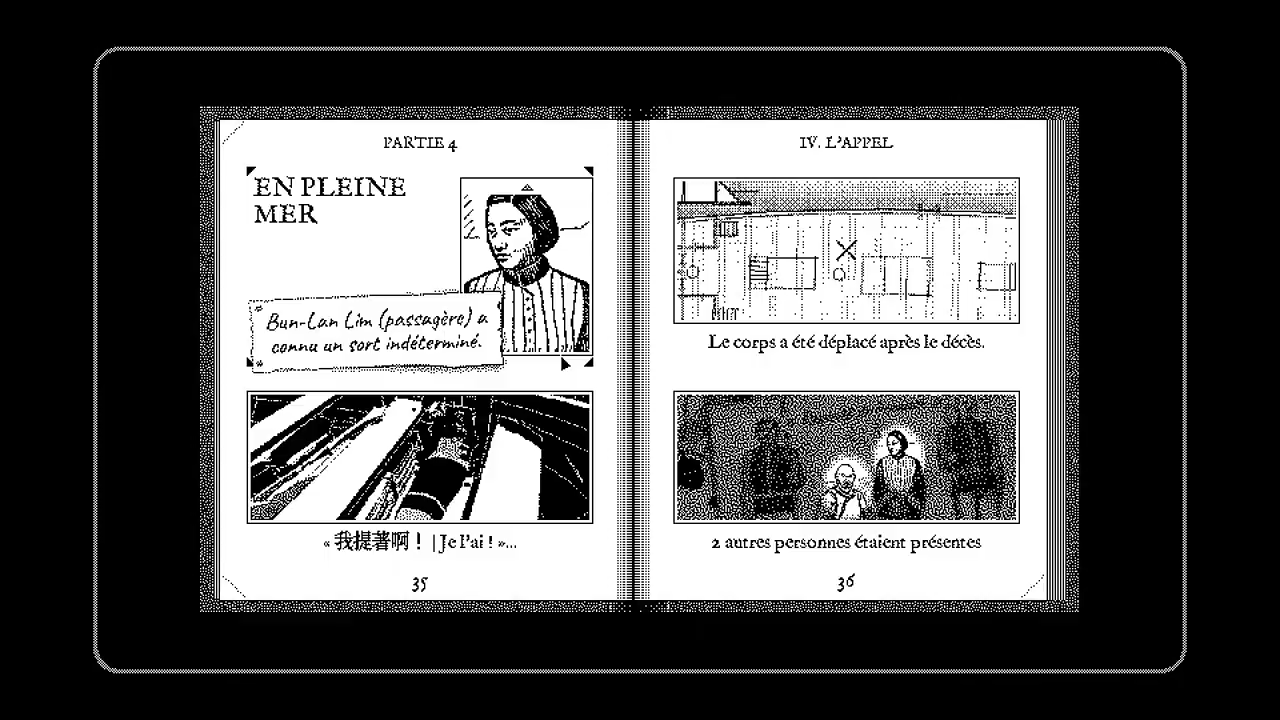 PARTIE 4
EN PLEINE
MER
Bun-Lan Lim (passagère) a
connu un sort indéterminé.
« 我提著啊！ | Je l'ai ! »...
35
IV. L'APPEL
Le corps a été déplacé après le décès.
2 autres personnes étaient présentes
36